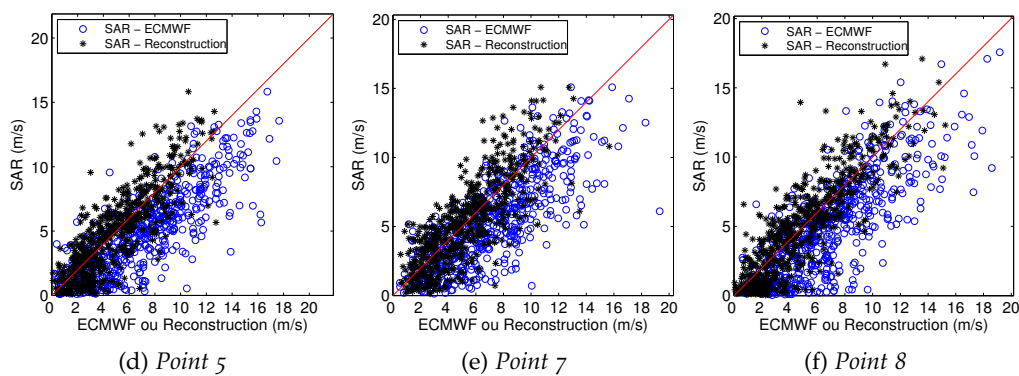 SAR − ECMWF
SAR − Reconstruction
20
15
10
5
0
SAR (m/s)
0 2 4 6 8 10 12 14 16 18 20
ECMWF ou Reconstruction (m/s)
(d) Point 5
SAR − ECMWF
SAR − Reconstruction
20
15
10
5
0
SAR (m/s)
0 2 4 6 8 10 12 14 16 18 20
ECMWF ou Reconstruction (m/s)
(e) Point 7
SAR − ECMWF
SAR − Reconstruction
20
15
10
5
0
SAR (m/s)
0 2 4 6 8 10 12 14 16 18 20
ECMWF ou Reconstruction (m/s)
(f) Point 8